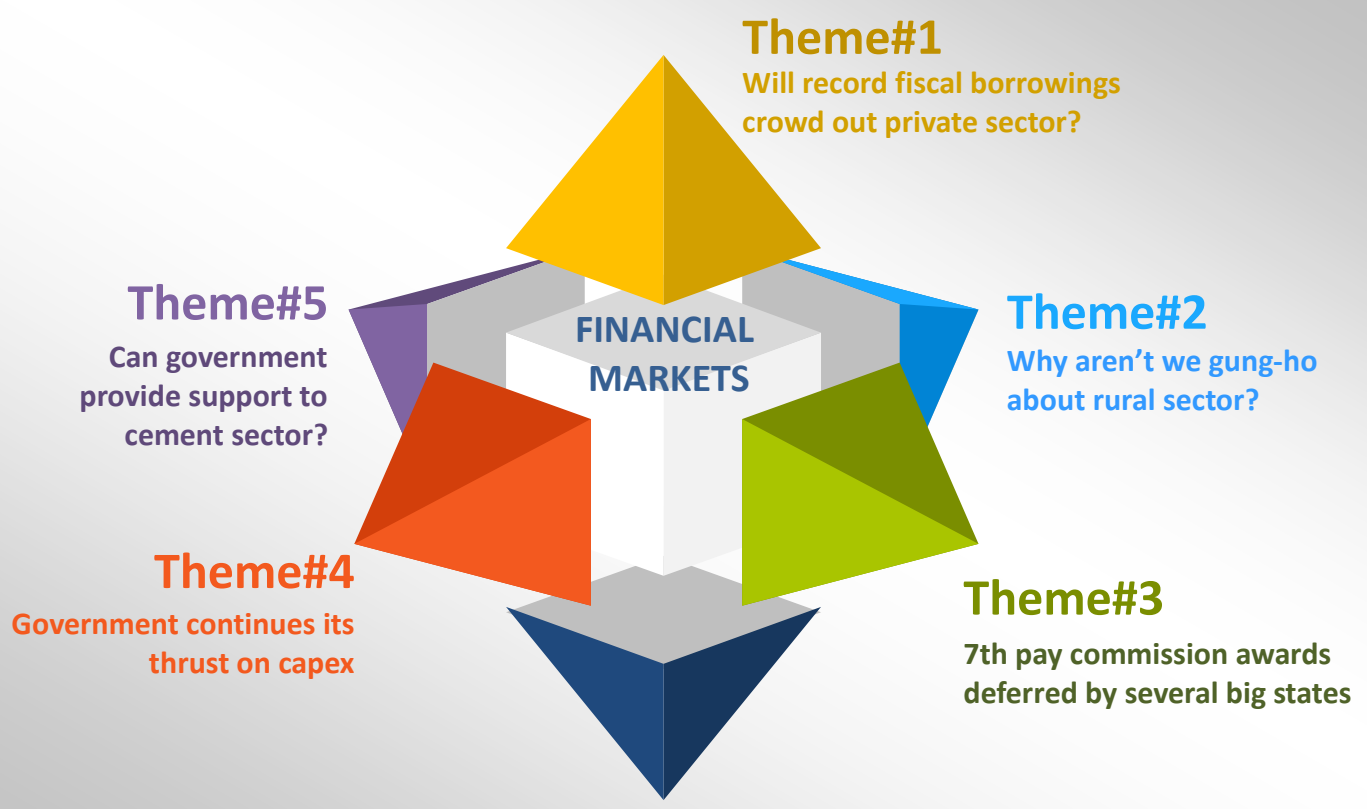 Theme#1
Will record fiscal borrowings
crowd out private sector?
Theme#5
Can government
provide support to
cement sector?
FINANCIAL
MARKETS
Theme#2
Why aren’t we gung-ho
about rural sector?
Theme#4
Government continues its
thrust on capex
Theme#3
7th pay commission awards
deferred by several big states